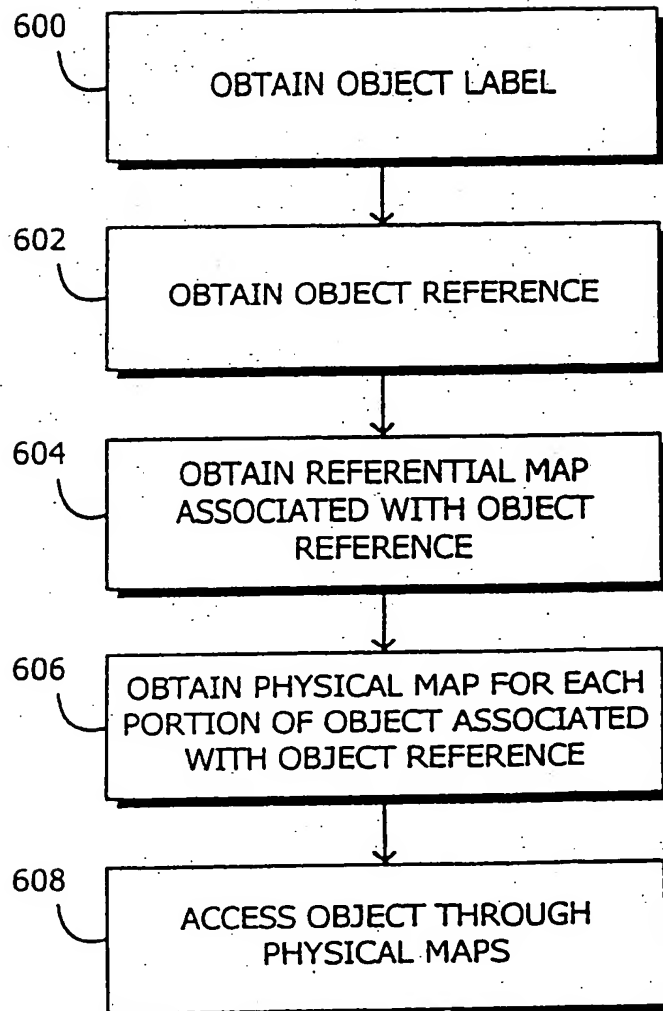 600
OBTAIN OBJECT LABEL
602
OBTAIN OBJECT REFERENCE
604
OBTAIN REFERENTIAL MAP
ASSOCIATED WITH OBJECT
REFERENCE
606
OBTAIN PHYSICAL MAP FOR EACH
PORTION OF OBJECT ASSOCIATED
WITH OBJECT REFERENCE
608
ACCESS OBJECT THROUGH
PHYSICAL MAPS